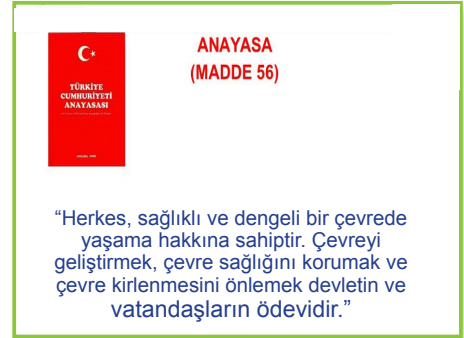 ANAYASA
(MADDE 56)
TÜRKİYE
CUMHURİYETİ
ANAYASASI
“Herkes, sağlıklı ve dengeli bir çevrede
yaşama hakkına sahiptir. Çevreyi
geliştirmek, çevre sağlığını korumak ve
çevre kirlenmesini önlemek devletin ve
vatandaşların ödevidir.”